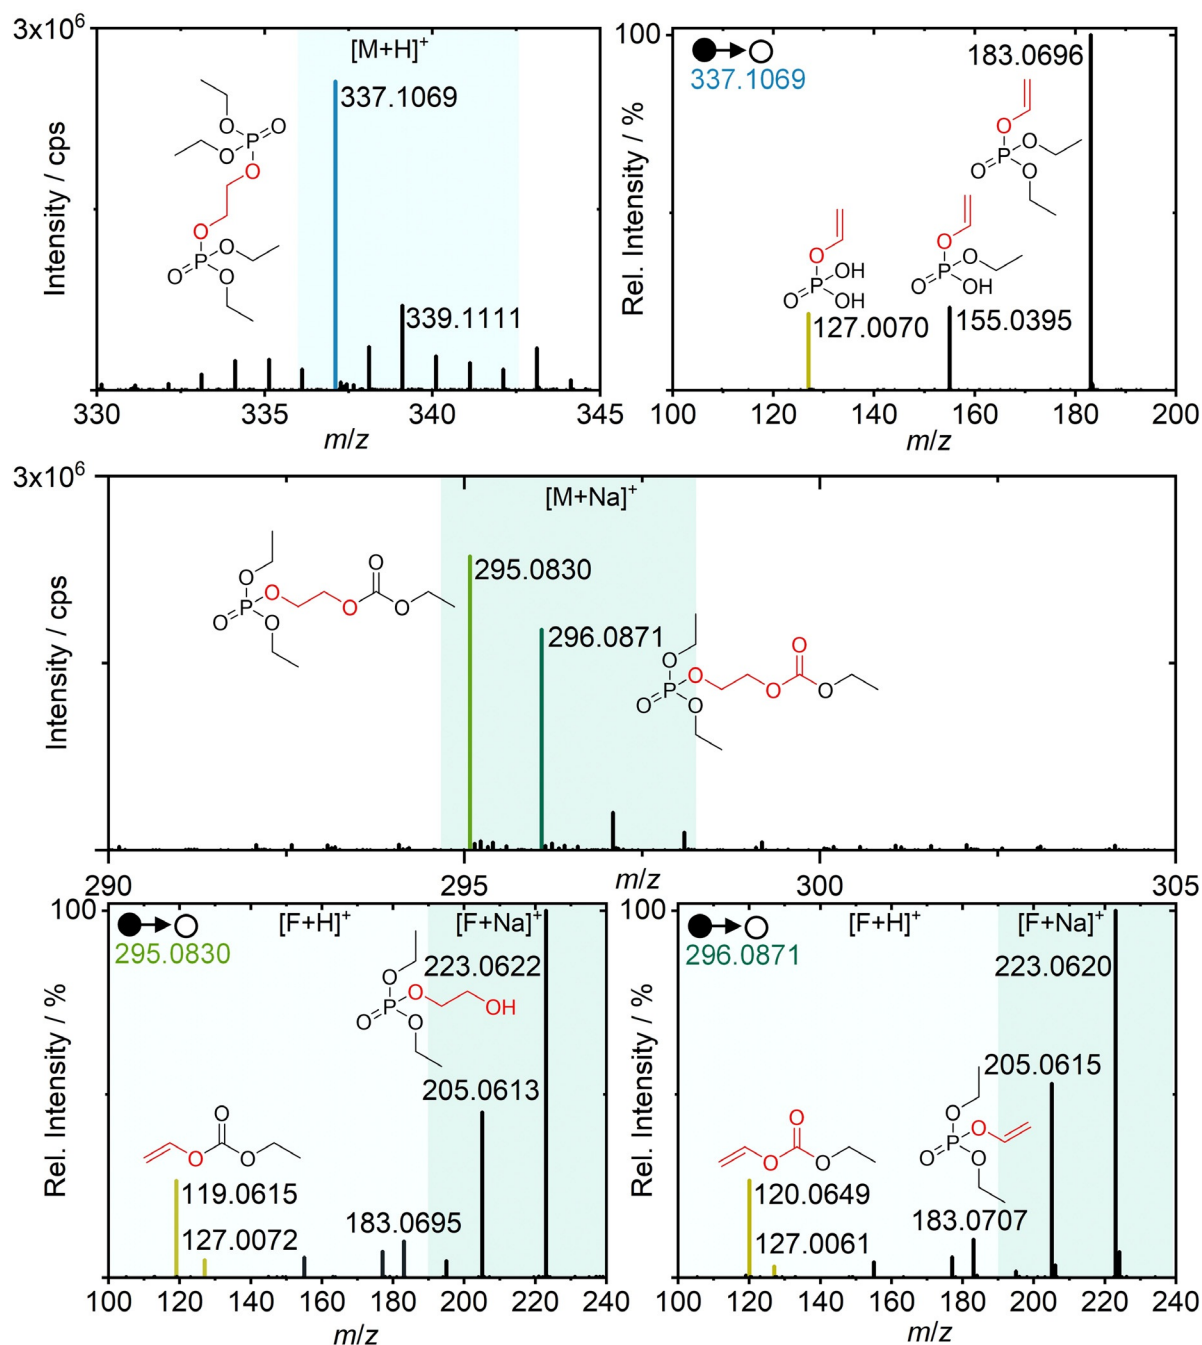 3x10⁶
[M+H]⁺
337.1069
339.1111
O
O
P
O
O
O
O
P
O
O
Intensity / cps
330
335
340
345
m/z
100
337.1069
183.0696
O
P
O
O
O
O
P
OH
O
OH
O
P
O
O
OH
127.0070
155.0395
Rel. Intensity / %
100
120
140
160
180
200
m/z
3x10⁶
[M+Na]⁺
295.0830
296.0871
O
P
O
O
O
O
O
O
O
P
O
O
O
O
O
O
Intensity / cps
290
295
300
305
m/z
100
[F+H]⁺
[F+Na]⁺
295.0830
223.0622
O
O
P
OH
O
O
205.0613
O
O
O
119.0615
183.0695
127.0072
Rel. Intensity / %
100 120 140 160 180 200 220 240
m/z
[F+H]⁺
[F+Na]⁺
100
296.0871
223.0620
205.0615
O
O
P
O
O
O
O
O
120.0649
183.0707
127.0061
Rel. Intensity / %
100 120 140 160 180 200 220 240
m/z